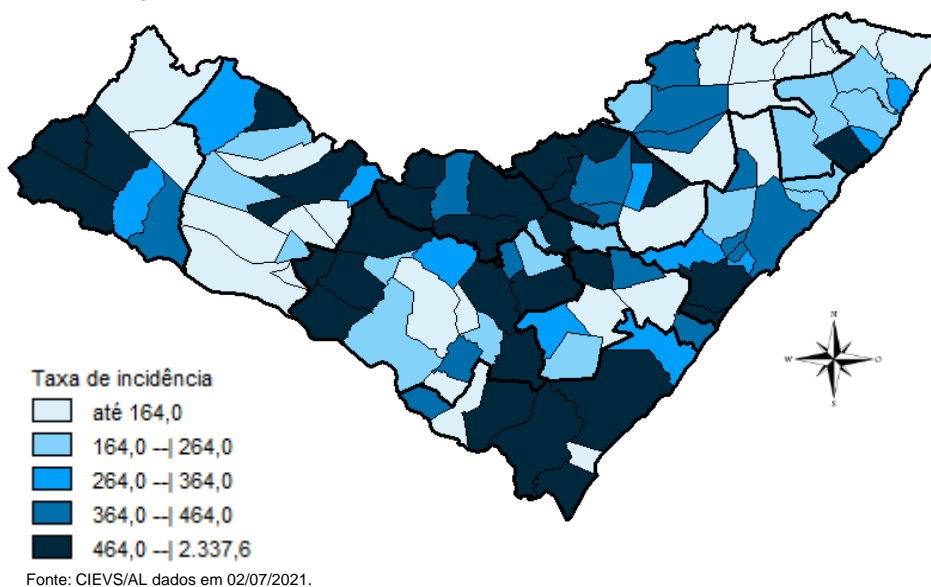 N
W
O
S
Taxa de incidência
até 164,0
164,0 --| 264,0
264,0 --| 364,0
364,0 --| 464,0
464,0 --| 2.337,6
Fonte: CIEVS/AL dados em 02/07/2021.